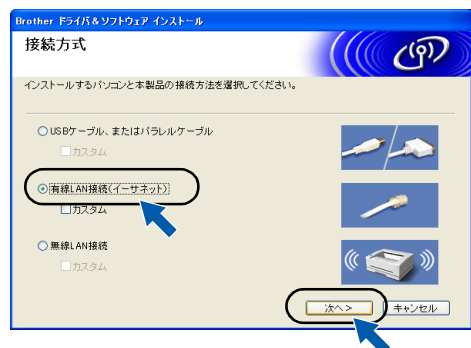 Brother ドライバ&ソフトウェア インストール
接続方式
インストールするパソコンと本製品の接続方法を選択してください。
USBケーブル、またはパラレルケーブル
カスタム
有線LAN接続(イーサネット)
カスタム
無線LAN接続
カスタム
次へ >
キャンセル